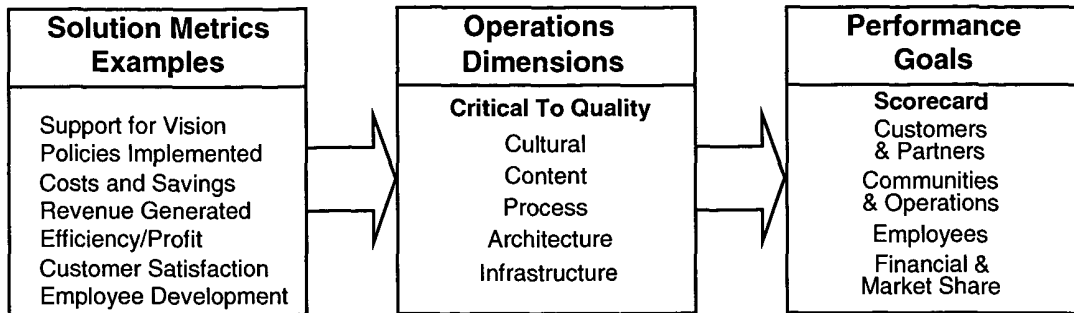 Solution Metrics
Examples
Support for Vision
Policies Implemented
Costs and Savings
Revenue Generated
Efficiency/Profit
Customer Satisfaction
Employee Development
Operations
Dimensions
Critical To Quality
Cultural
Content
Process
Architecture
Infrastructure
Performance
Goals
Scorecard
Customers
& Partners
Communities
& Operations
Employees
Financial &
Market Share